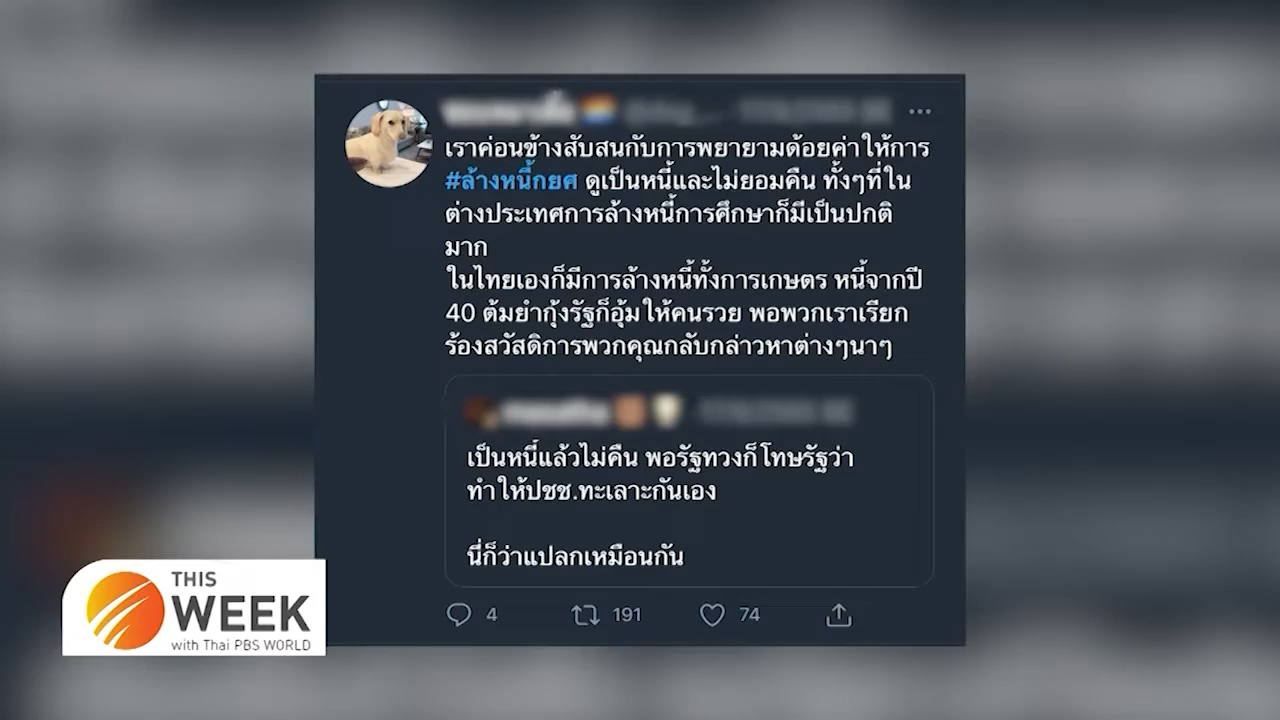 เราค่อนข้างสับสนกับการพยายามด้อยค่าให้การ
#ล้างหนี้กยศ ดูเป็นหนี้และไม่ยอมคืน ทั้งๆที่ใน
ต่างประเทศการล้างหนี้การศึกษาก็มีเป็นปกติ
มาก
ในไทยเองก็มีการล้างหนี้ทั้งการเกษตร หนี้จากปี
40 ต้มยำกุ้งรัฐก็อุ้มให้คนรวย พอพวกเราเรียก
ร้องสวัสดิการพวกคุณกลับกล่าวหาต่างๆนาๆ
เป็นหนี้แล้วไม่คืน พอรัฐทวงก็โทษรัฐว่า
ทำให้ปชช.ทะเลาะกันเอง
นี่ก็ว่าแปลกเหมือนกัน
4 191 74
THIS
WEEK
with Thai PBS WORLD